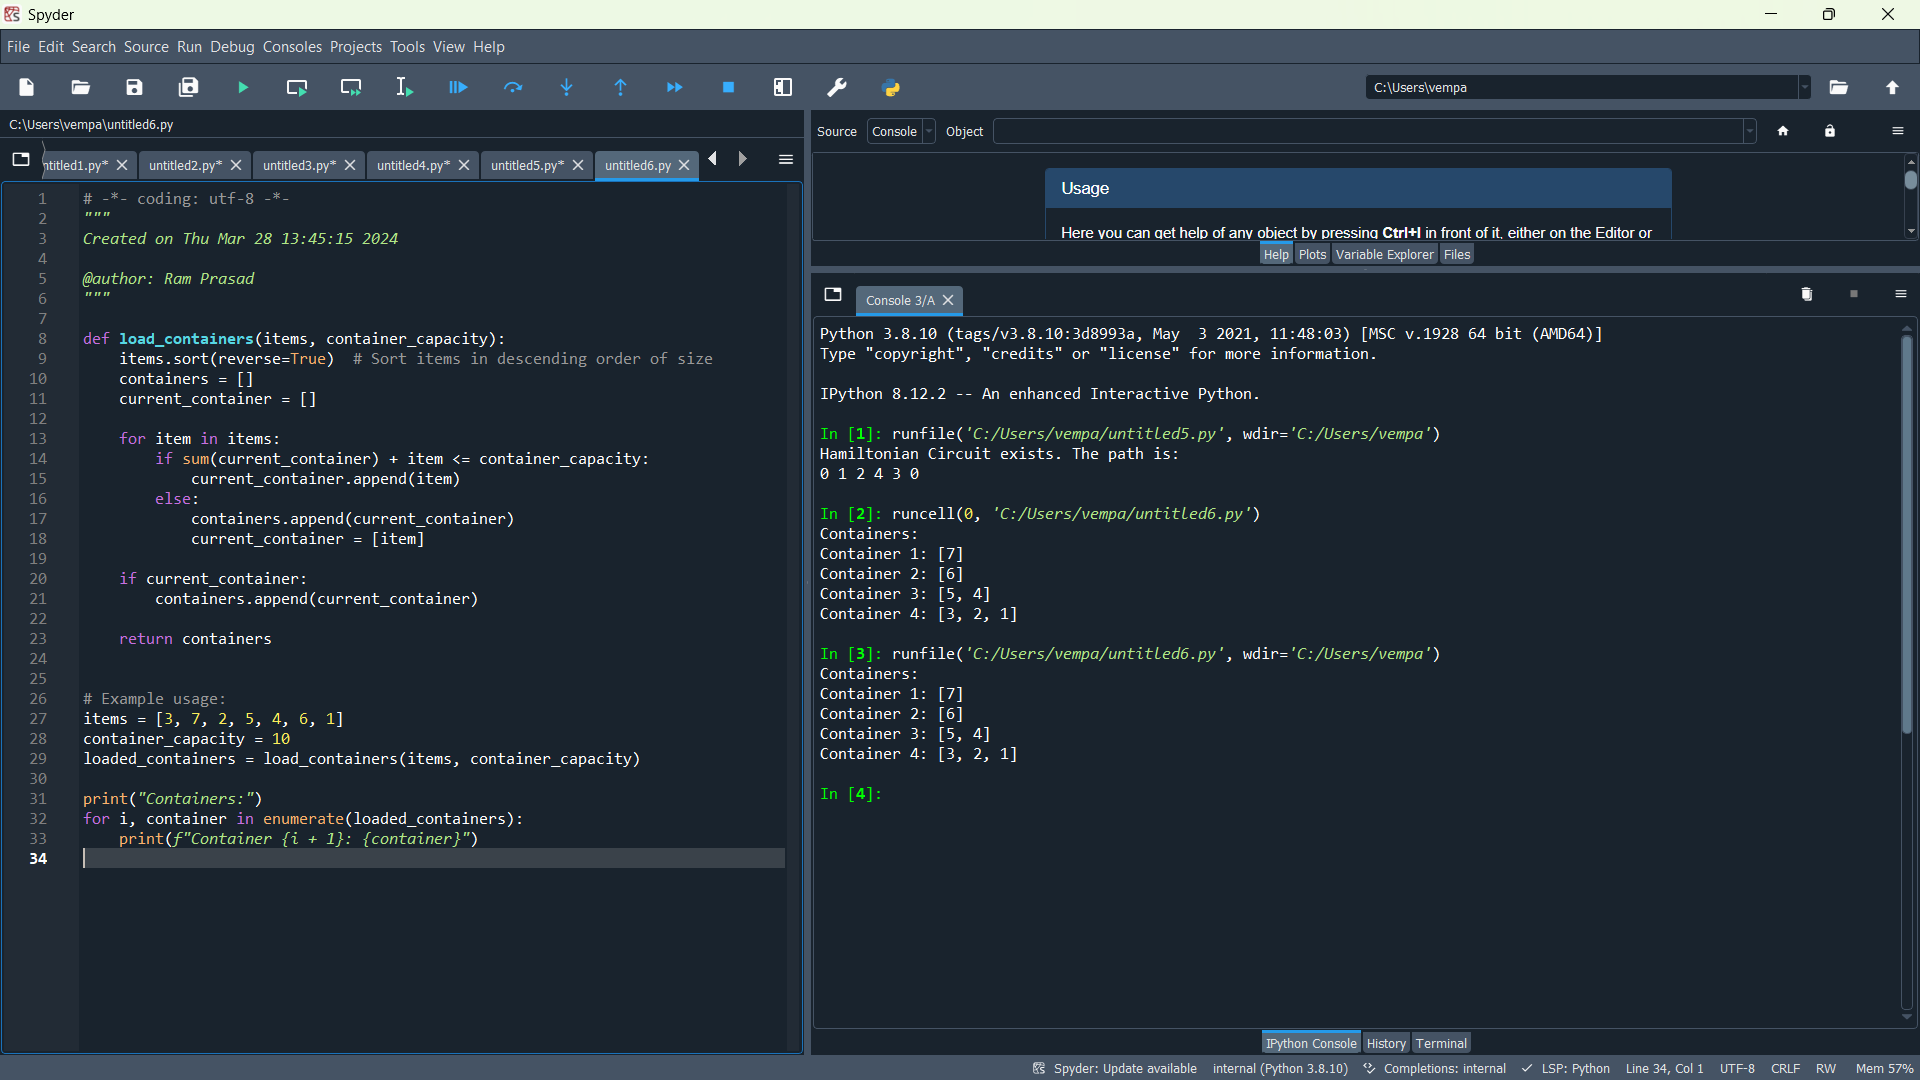 Spyder
File Edit Search Source Run Debug Consoles Projects Tools View Help
C:\Users\vempa
C:\Users\vempa\untitled6.py
ntitled1.py* untitled2.py* untitled3.py* untitled4.py* untitled5.py* untitled6.py
1 # -*- coding: utf-8 -*-
2 """
3 Created on Thu Mar 28 13:45:15 2024
4
5 @author: Ram Prasad
6 """
7
8 def load_containers(items, container_capacity):
9     items.sort(reverse=True)  # Sort items in descending order of size
10     containers = []
11     current_container = []
12
13     for item in items:
14         if sum(current_container) + item <= container_capacity:
15             current_container.append(item)
16         else:
17             containers.append(current_container)
18             current_container = [item]
19
20     if current_container:
21         containers.append(current_container)
22
23     return containers
24
25
26 # Example usage:
27 items = [3, 7, 2, 5, 4, 6, 1]
28 container_capacity = 10
29 loaded_containers = load_containers(items, container_capacity)
30
31 print("Containers:")
32 for i, container in enumerate(loaded_containers):
33     print(f"Container {i + 1}: {container}")
34
Source Console Object
Usage
Here you can get help of any object by pressing Ctrl+I in front of it, either on the Editor or
Help Plots Variable Explorer Files
Console 3/A
Python 3.8.10 (tags/v3.8.10:3d8993a, May  3 2021, 11:48:03) [MSC v.1928 64 bit (AMD64)]
Type "copyright", "credits" or "license" for more information.
IPython 8.12.2 -- An enhanced Interactive Python.
In [1]: runfile('C:/Users/vempa/untitled5.py', wdir='C:/Users/vempa')
Hamiltonian Circuit exists. The path is:
0 1 2 4 3 0
In [2]: runcell(0, 'C:/Users/vempa/untitled6.py')
Containers:
Container 1: [7]
Container 2: [6]
Container 3: [5, 4]
Container 4: [3, 2, 1]
In [3]: runfile('C:/Users/vempa/untitled6.py', wdir='C:/Users/vempa')
Containers:
Container 1: [7]
Container 2: [6]
Container 3: [5, 4]
Container 4: [3, 2, 1]
In [4]:
IPython Console History Terminal
Spyder: Update available internal (Python 3.8.10) Completions: internal LSP: Python Line 34, Col 1 UTF-8 CRLF RW Mem 57%